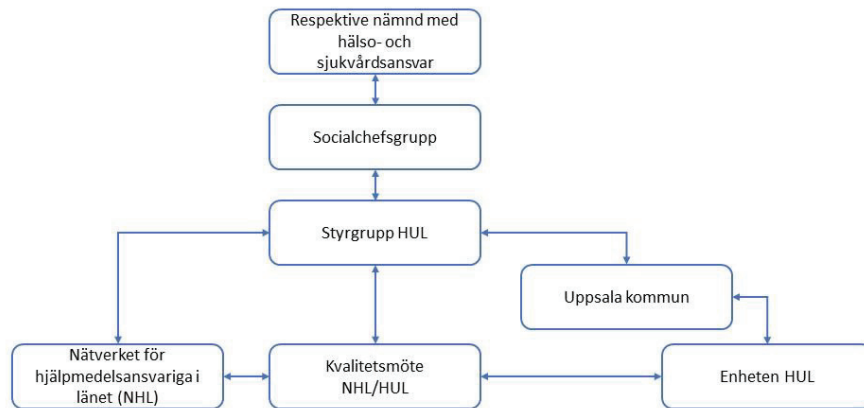 Respektive nämnd med
hälso- och
sjukvårdsansvar
Socialchefsgrupp
Styrgrupp HUL
Uppsala kommun
Nätverket för
hjälpmedelsansvariga i
länet (NHL)
Kvalitetsmöte
NHL/HUL
Enheten HUL